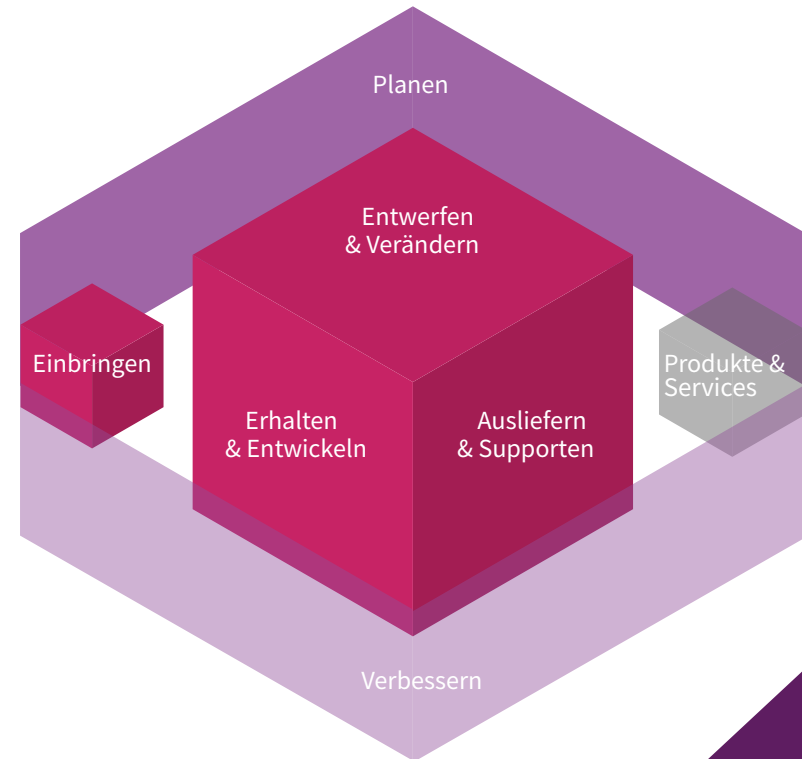 Planen
Entwerfen
& Verändern
Einbringen
Produkte &
Services
Erhalten
& Entwickeln
Ausliefern
& Supporten
Verbessern